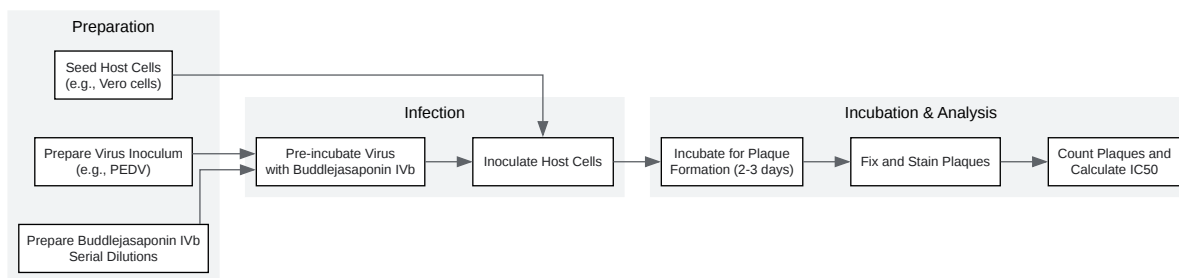 Preparation
Seed Host Cells
(e.g., Vero cells)
Prepare Virus Inoculum
(e.g., PEDV)
Prepare Buddlejasaponin IVb
Serial Dilutions
Infection
Pre-incubate Virus
with Buddlejasaponin IVb
Inoculate Host Cells
Incubation & Analysis
Incubate for Plaque
Formation (2-3 days)
Fix and Stain Plaques
Count Plaques and
Calculate IC50